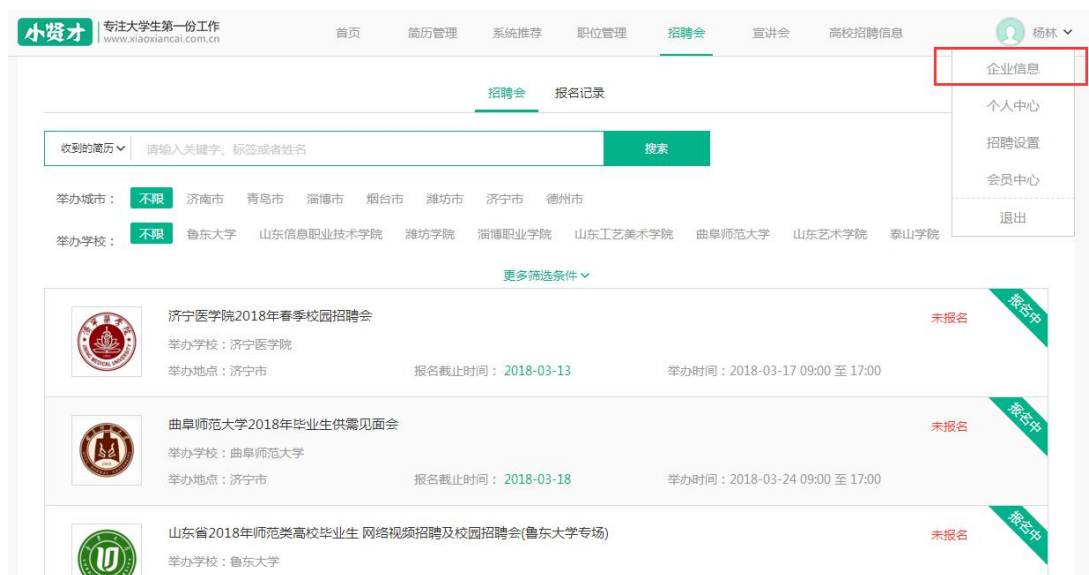 小贤才 专注大学生第一份工作
www.xiaoxiancai.com.cn
首页 简历管理 系统推荐 职位管理 招聘会 宣讲会 高校招聘信息 杨林
企业信息
个人中心
招聘设置
会员中心
退出
招聘会 报名记录
收到的简历 请输入关键字、标签或者姓名 搜索
举办城市： 不限 济南市 青岛市 淄博市 烟台市 潍坊市 济宁市 德州市
举办学校： 不限 鲁东大学 山东信息职业技术学院 潍坊学院 淄博职业学院 山东工艺美术学院 曲阜师范大学 山东艺术学院 泰山学院
更多筛选条件
济宁医学院2018年春季校园招聘会 未报名 报名中
举办学校：济宁医学院
举办地点：济宁市 报名截止时间： 2018-03-13 举办时间：2018-03-17 09:00 至 17:00
曲阜师范大学2018年毕业生供需见面会 未报名 报名中
举办学校：曲阜师范大学
举办地点：济宁市 报名截止时间： 2018-03-18 举办时间：2018-03-24 09:00 至 17:00
山东省2018年师范类高校毕业生 网络视频招聘及校园招聘会(鲁东大学专场) 未报名 报名中
举办学校：鲁东大学